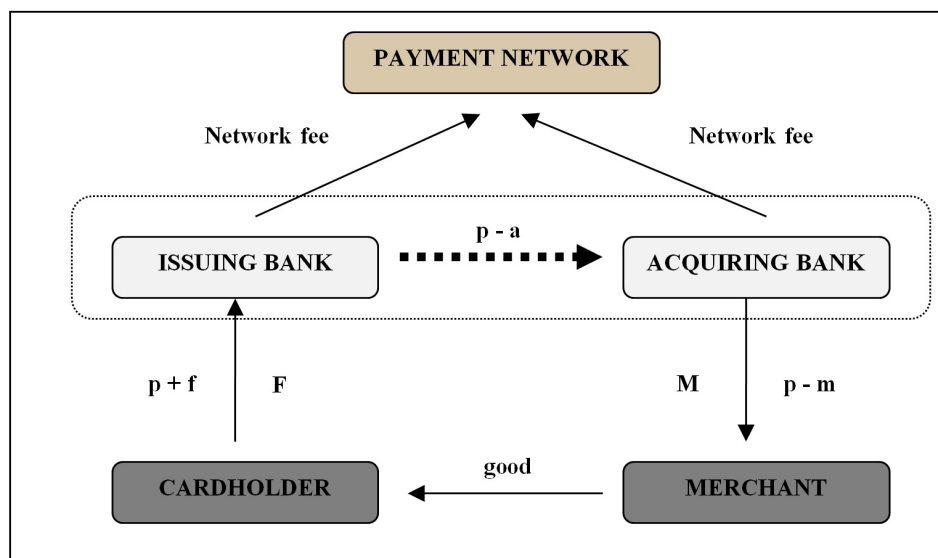 PAYMENT NETWORK
Network fee
Network fee
p - a
ISSUING BANK
ACQUIRING BANK
p + f
F
M
p - m
good
CARDHOLDER
MERCHANT